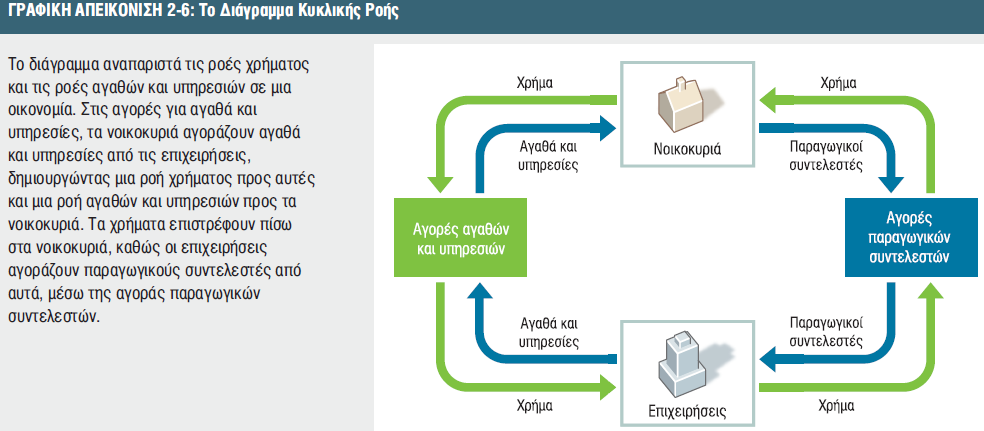 ΓΡΑΦΙΚΗ ΑΠΕΙΚΟΝΙΣΗ 2-6: Το Διάγραμμα Κυκλικής Ροής
Το διάγραμμα αναπαριστά τις ροές χρήματος
και τις ροές αγαθών και υπηρεσιών σε μια
οικονομία. Στις αγορές για αγαθά και
υπηρεσίες, τα νοικοκυριά αγοράζουν αγαθά
και υπηρεσίες από τις επιχειρήσεις,
δημιουργώντας μια ροή χρήματος προς αυτές
και μια ροή αγαθών και υπηρεσιών προς τα
νοικοκυριά. Τα χρήματα επιστρέφουν πίσω
στα νοικοκυριά, καθώς οι επιχειρήσεις
αγοράζουν παραγωγικούς συντελεστές από
αυτά, μέσω της αγοράς παραγωγικών
συντελεστών.
Χρήμα
Χρήμα
Νοικοκυριά
Αγαθά και
υπηρεσίες
Παραγωγικοί
συντελεστές
Αγορές αγαθών
και υπηρεσιών
Αγορές
παραγωγικών
συντελεστών
Αγαθά και
υπηρεσίες
Παραγωγικοί
συντελεστές
Χρήμα
Επιχειρήσεις
Χρήμα